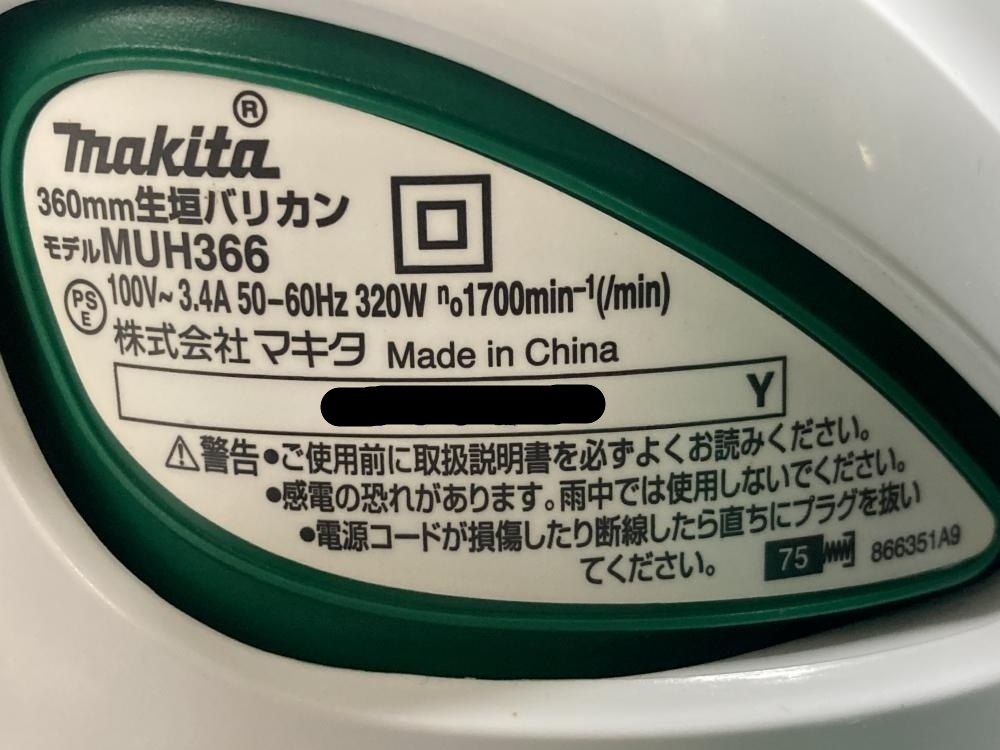 makita®
360mm生垣バリカン
モデルMUH366
PSE 100V~ 3.4A 50-60Hz 320W n₀1700min⁻¹(/min)
株式会社マキタ Made in China
Y
⚠警告●ご使用前に取扱説明書を必ずよくお読みください。
●感電の恐れがあります。雨中では使用しないでください。
●電源コードが損傷したり断線したら直ちにプラグを抜い
てください。
75 866351A9